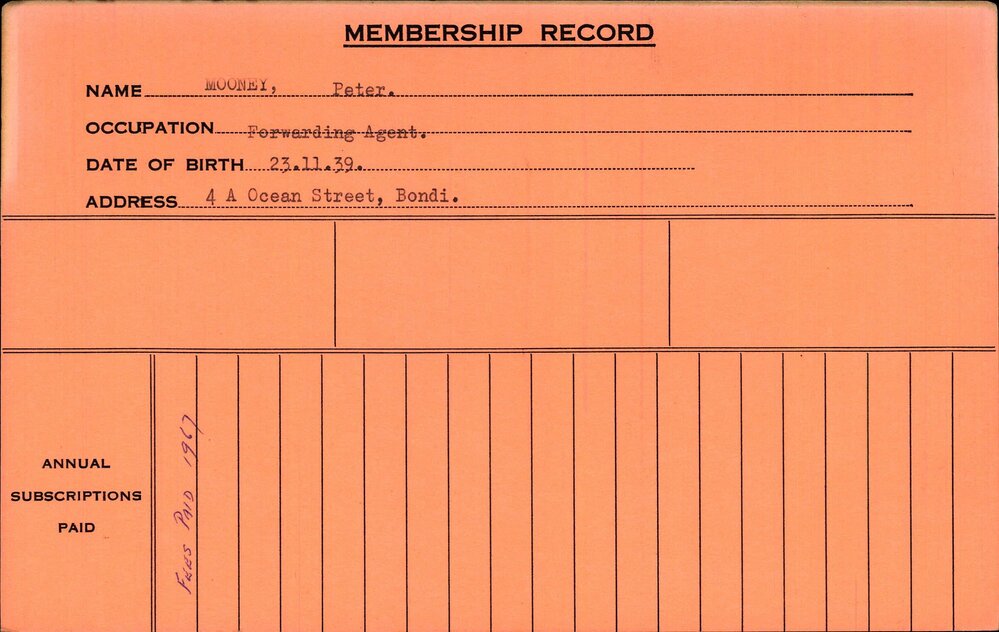 MEMBERSHIP RECORD
NAME MOONEY, Peter.
OCCUPATION Forwarding Agent.
DATE OF BIRTH 23.11.39.
ADDRESS 4 A Ocean Street, Bondi.
ANNUAL
SUBSCRIPTIONS
PAID
FEES PAID 1967